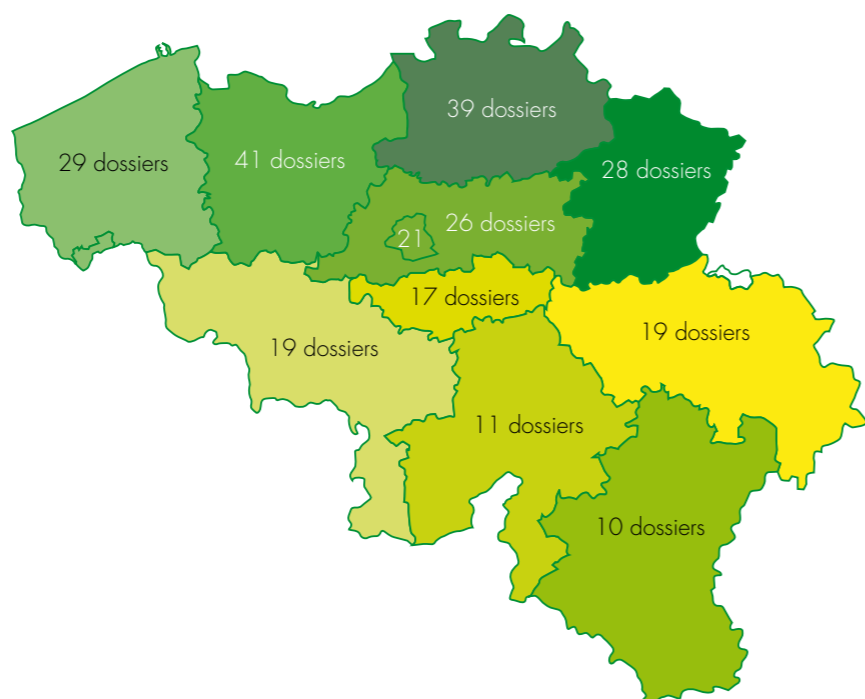 39 dossiers
29 dossiers
41 dossiers
28 dossiers
21
26 dossiers
17 dossiers
19 dossiers
19 dossiers
11 dossiers
10 dossiers